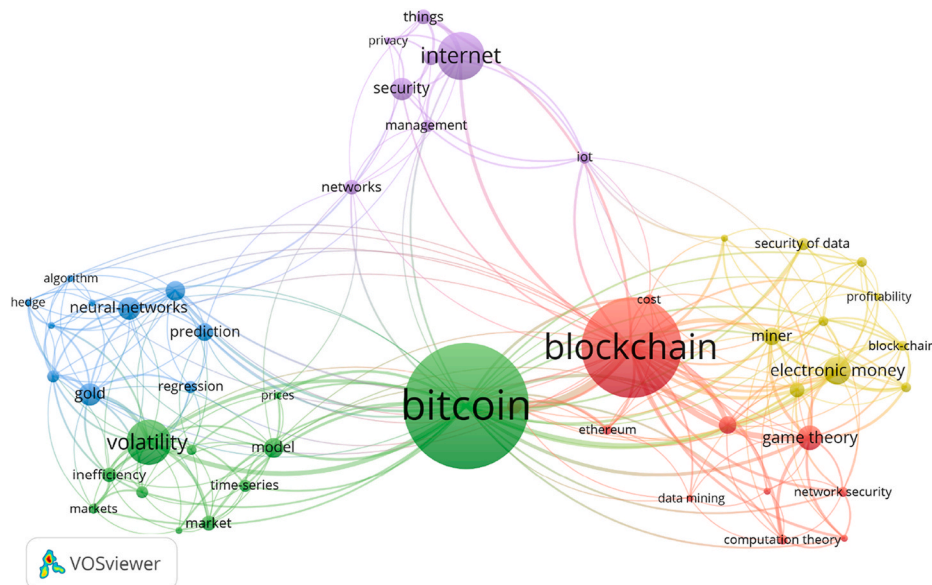 things
privacy
internet
security
management
iot
networks
security of data
algorithm
hedge
neural-networks
cost
profitability
prediction
miner
blockchain
block-chain
electronic money
regression
gold
prices
bitcoin
ethereum
game theory
volatility
model
inefficiency
time-series
data mining
network security
markets
market
computation theory
VOSviewer